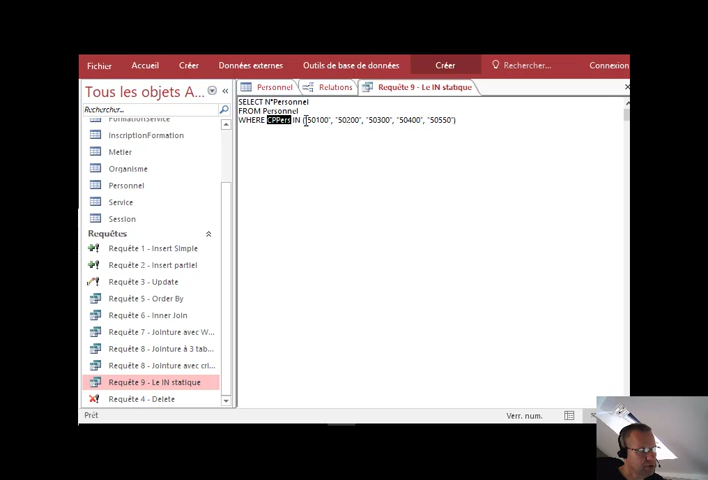 Fichier Accueil Créer Données externes Outils de base de données Créer Rechercher... Connexion
Tous les objets A... «
Personnel Relations Requête 9 - Le IN statique ×
Rechercher...
SELECT N°Personnel
FROM Personnel
WHERE CPPers IN ("50100", "50200", "50300", "50400", "50550")
FormationService
InscriptionFormation
Metier
Organisme
Personnel
Service
Session
Requêtes
Requête 1 - Insert Simple
Requête 2 - Insert partiel
Requête 3 - Update
Requête 5 - Order By
Requête 6 - Inner Join
Requête 7 - Jointure avec W...
Requête 8 - Jointure à 3 tab...
Requête 8 - Jointure avec cri...
Requête 9 - Le IN statique
Requête 4 - Delete
Prêt Verr. num.